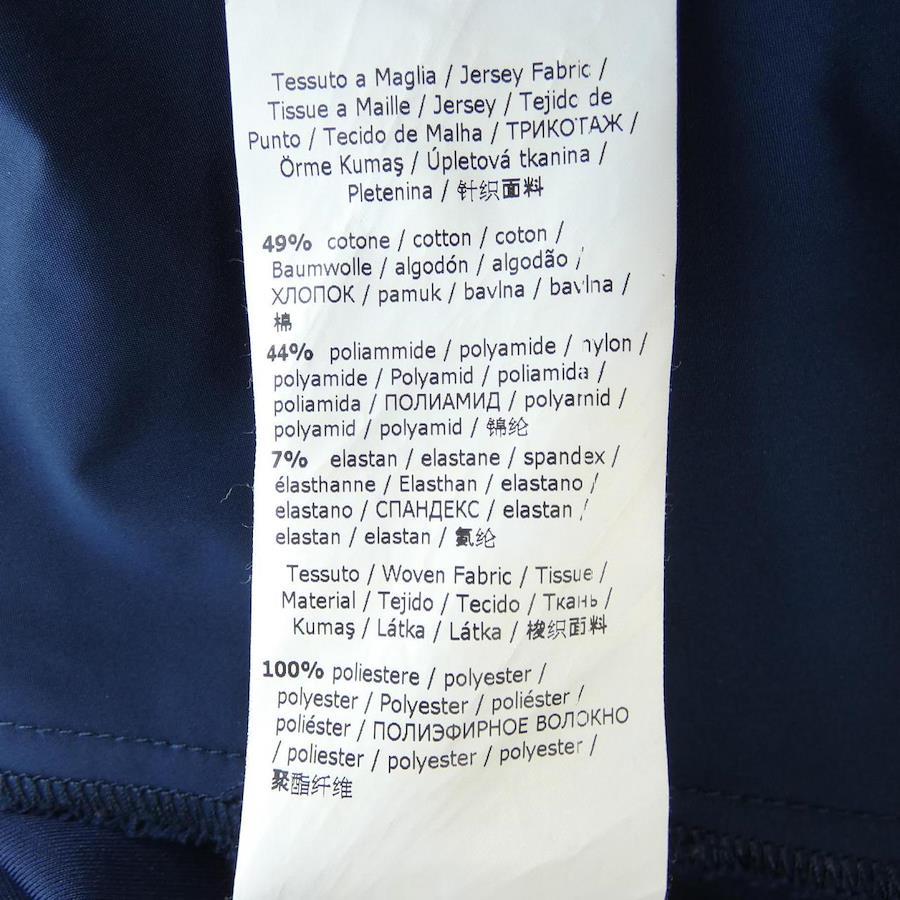 Tessuto a Maglia / Jersey Fabric /
Tissue a Maille / Jersey / Tejido de
Punto / Tecido de Malha / ТРИКОТАЖ /
Örme Kumaş / Úpletová tkanina /
Pletenina / 针织面料
49% cotone / cotton / coton /
Baumwolle / algodón / algodão /
ХЛОПОК / pamuk / bavlna / bavlna /
棉
44% poliammide / polyamide / nylon /
polyamide / Polyamid / poliamida /
poliamida / ПОЛИАМИД / polyamid /
polyamid / polyamid / 锦纶
7% elastan / elastane / spandex /
élasthanne / Elasthan / elastano /
elastano / СПАНДЕКС / elastan /
elastan / elastan / 氨纶
Tessuto / Woven Fabric / Tissue /
Material / Tejido / Tecido / Ткань /
Kumaş / Látka / Látka / 梭织面料
100% poliestere / polyester /
polyester / Polyester / poliéster /
poliéster / ПОЛИЭФИРНОЕ ВОЛОКНО
/ poliester / polyester / polyester /
聚酯纤维